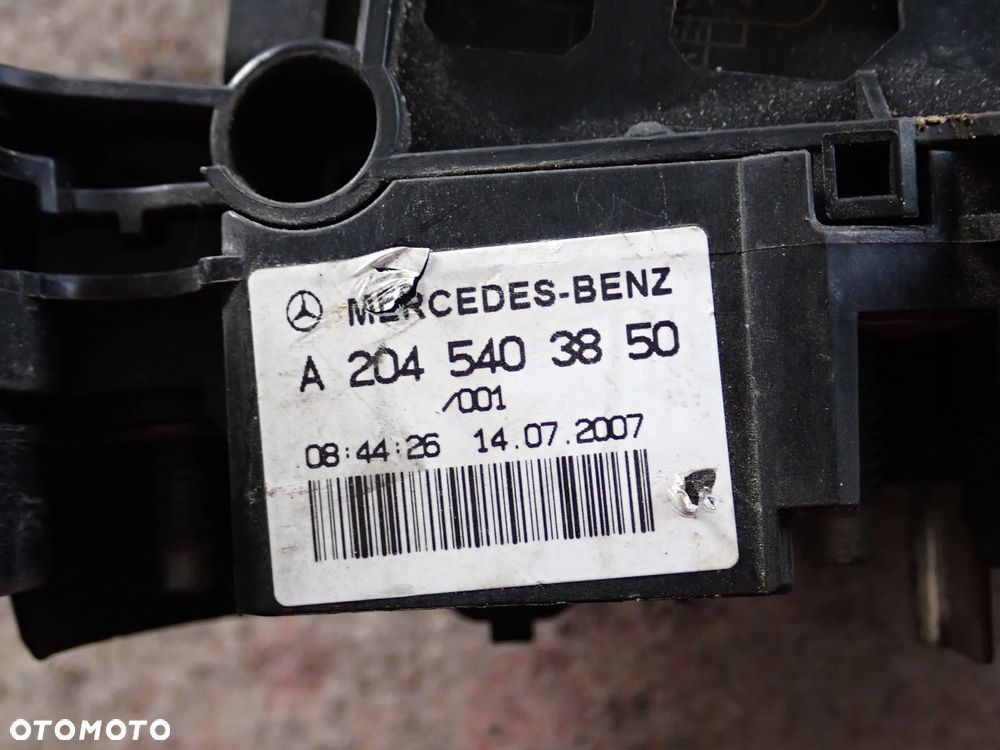 MERCEDES-BENZ
A 204 540 38 50
/001
08:44:26 14.07.2007
OTOMOTO